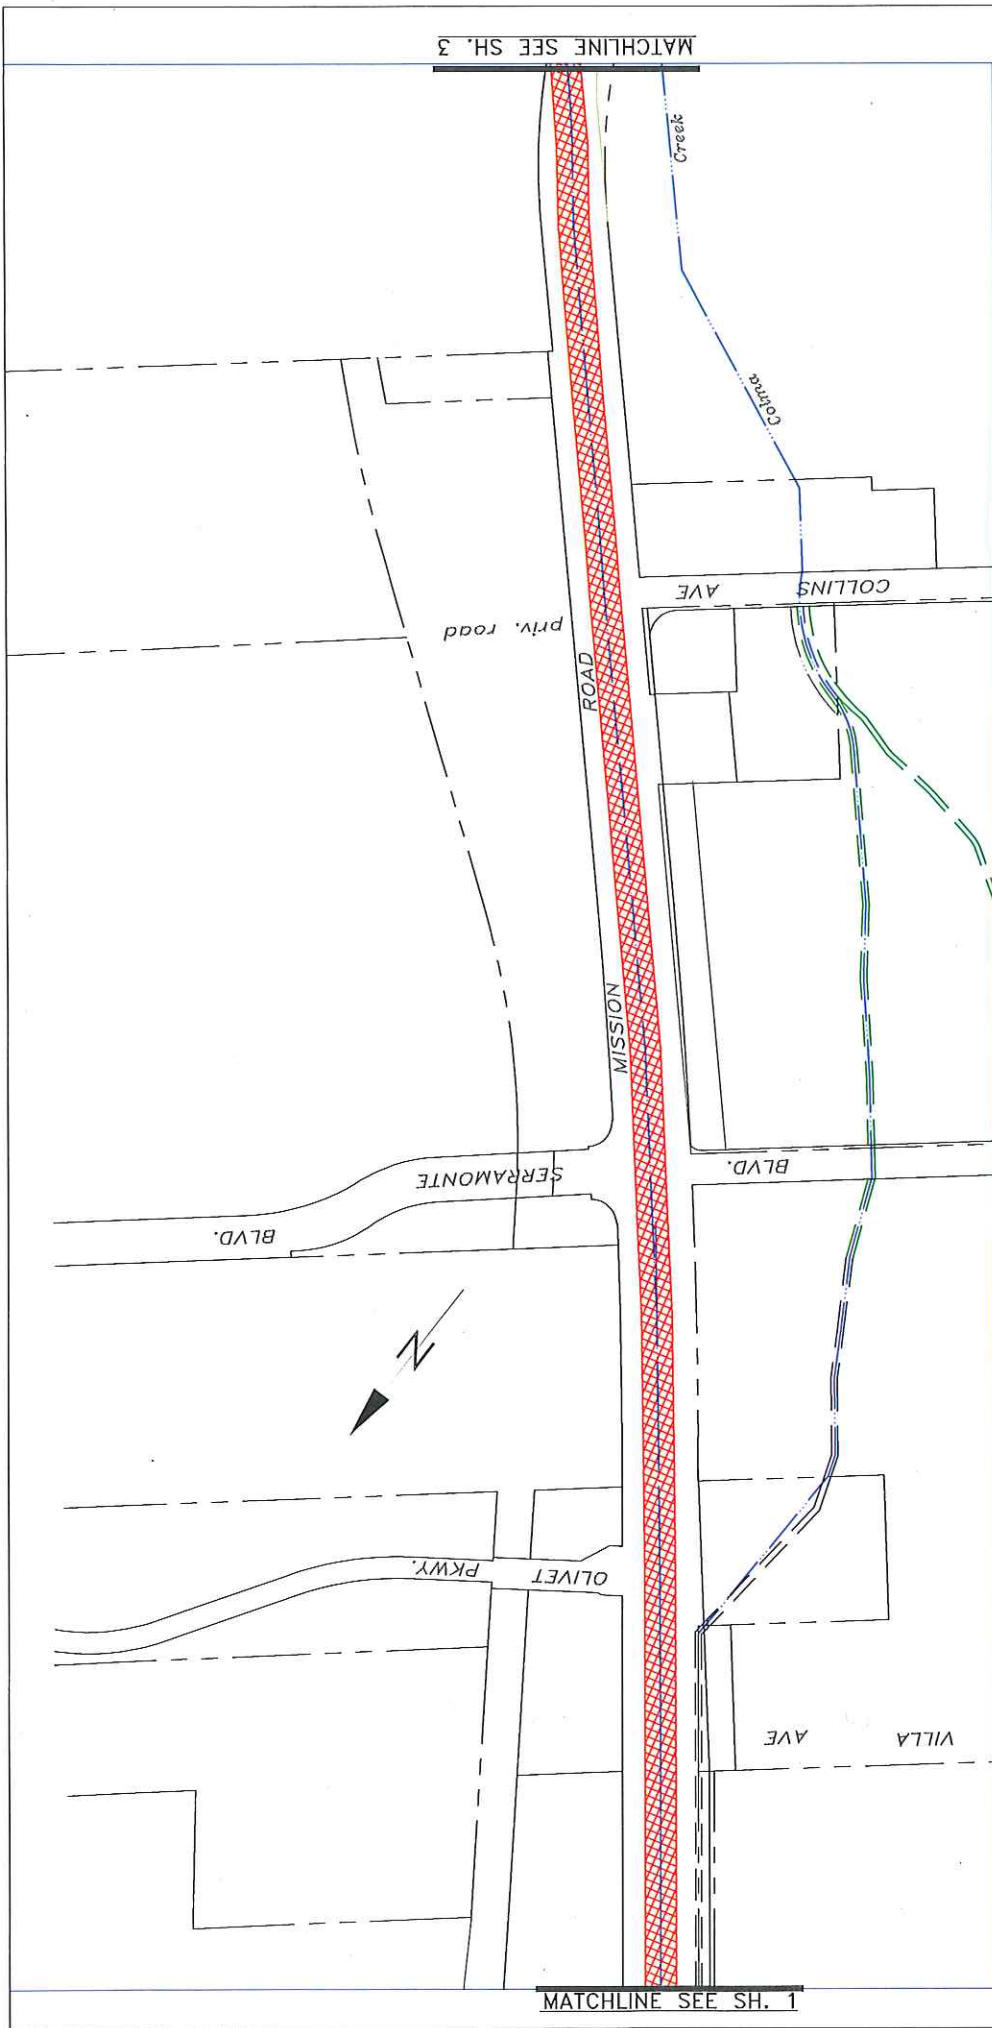 MATCHLINE SEE SH. 3
Creek
Colma
COLLINS AVE
priv. road
ROAD
MISSION
BLVD.
SERRAMONTE
BLVD.
N
OLIVET PKWY.
VILLA AVE
MATCHLINE SEE SH. 1